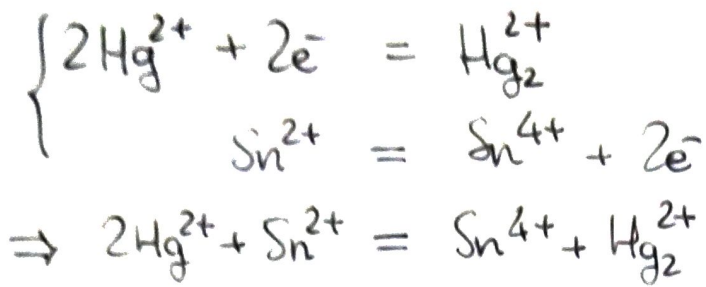 2Hg²⁺ + 2e⁻ = Hg₂²⁺
Sn²⁺ = Sn⁴⁺ + 2e⁻
⇒ 2Hg²⁺ + Sn²⁺ = Sn⁴⁺ + Hg₂²⁺